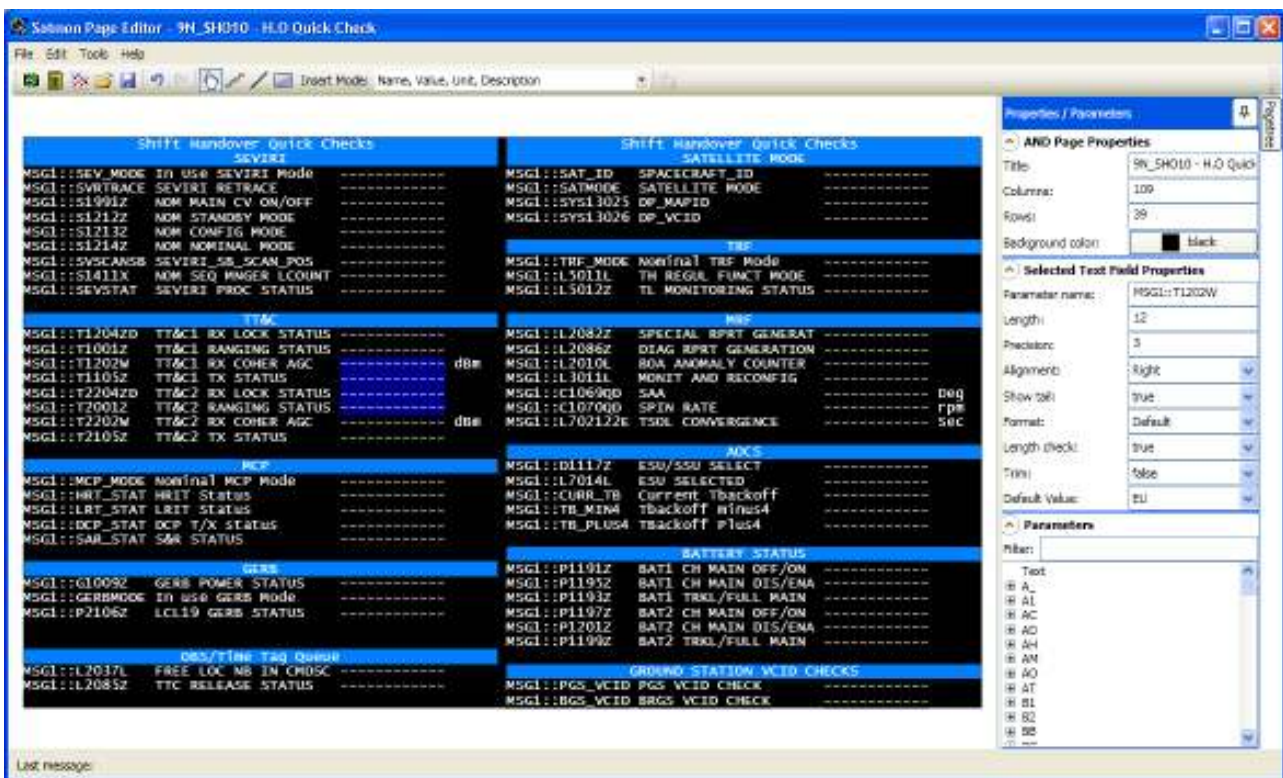 Satmon Page Editor - 9N_SH010 - H.O Quick Check
File Edit Tools Help
Insert Mode: Name, Value, Unit, Description
Shift Handover Quick Checks
SEVIRI
MSG1::SEV_MODE In Use SEVIRI Mode ------------
MSG1::SVRTRACE SEVIRI RETRACE ------------
MSG1::S1991Z NOM MAIN CV ON/OFF ------------
MSG1::S1212Z NOM STANDBY MODE ------------
MSG1::S1213Z NOM CONFIG MODE ------------
MSG1::S1214Z NOM NOMINAL MODE ------------
MSG1::SVSCANSB SEVIRI_SB_SCAN_POS ------------
MSG1::S1411X NOM SEQ MNGER LCOUNT ------------
MSG1::SEVSTAT SEVIRI PROC STATUS ------------
TT&C
MSG1::T1204ZD TT&C1 RX LOCK STATUS ------------
MSG1::T1001Z TT&C1 RANGING STATUS ------------
MSG1::T1202W TT&C1 RX COHER AGC ------------ dBm
MSG1::T1105Z TT&C1 TX STATUS ------------
MSG1::T2204ZD TT&C2 RX LOCK STATUS ------------
MSG1::T2001Z TT&C2 RANGING STATUS ------------
MSG1::T2202W TT&C2 RX COHER AGC ------------ dBm
MSG1::T2105Z TT&C2 TX STATUS ------------
MCP
MSG1::MCP_MODE Nominal MCP Mode ------------
MSG1::HRT_STAT HRIT Status ------------
MSG1::LRT_STAT LRIT Status ------------
MSG1::DCP_STAT DCP T/X status ------------
MSG1::SAR_STAT S&R STATUS ------------
GERB
MSG1::G1009Z GERB POWER STATUS ------------
MSG1::GERBMODE In use GERB Mode ------------
MSG1::P2106Z LCL19 GERB STATUS ------------
OBS/Time Tag Queue
MSG1::L2037L FREE LOC NB IN CMDSC ------------
MSG1::L2085Z TTC RELEASE STATUS ------------
Shift Handover Quick Checks
SATELLITE MODE
MSG1::SAT_ID SPACECRAFT_ID ------------
MSG1::SATMODE SATELLITE MODE ------------
MSG1::SYS13025 DP_MAPID ------------
MSG1::SYS13026 DP_VCID ------------
TRF
MSG1::TRF_MODE Nominal TRF Mode ------------
MSG1::L5011L TH REGUL FUNCT MODE ------------
MSG1::L5012Z TL MONITORING STATUS ------------
MRF
MSG1::L2082Z SPECIAL RPRT GENERAT ------------
MSG1::L2086Z DIAG RPRT GENERATION ------------
MSG1::L2010L BOA ANOMALY COUNTER ------------
MSG1::L3011L MONIT AND RECONFIG ------------
MSG1::C1069QD SAA ------------ Deg
MSG1::C1070QD SPIN RATE ------------ rpm
MSG1::L702122E TSOL CONVERGENCE ------------ Sec
AOCS
MSG1::D1117Z ESU/SSU SELECT ------------
MSG1::L7014L ESU SELECTED ------------
MSG1::CURR_TB Current Tbackoff ------------
MSG1::TB_MIN4 Tbackoff minus4 ------------
MSG1::TB_PLUS4 TBackoff Plus4 ------------
BATTERY STATUS
MSG1::P1191Z BAT1 CH MAIN OFF/ON ------------
MSG1::P1195Z BAT1 CH MAIN DIS/ENA ------------
MSG1::P1193Z BAT1 TRKL/FULL MAIN ------------
MSG1::P1197Z BAT2 CH MAIN OFF/ON ------------
MSG1::P1201Z BAT2 CH MAIN DIS/ENA ------------
MSG1::P1199Z BAT2 TRKL/FULL MAIN ------------
GROUND STATION VCID CHECKS
MSG1::PGS_VCID PGS VCID CHECK ------------
MSG1::BGS_VCID BRGS VCID CHECK ------------
Properties / Parameters
Pagetree
AND Page Properties
Title: 9N_SH010 - H.O Quick
Columns: 109
Rows: 39
Background color: black
Selected Text Field Properties
Parameter name: MSG1::T1202W
Length: 12
Precision: 3
Alignment: Right
Show tail: true
Format: Default
Length check: true
Trim: false
Default Value: EU
Parameters
Filter:
Text
A_
A1
AC
AD
AH
AM
AO
AT
B1
B2
BB
Last message: